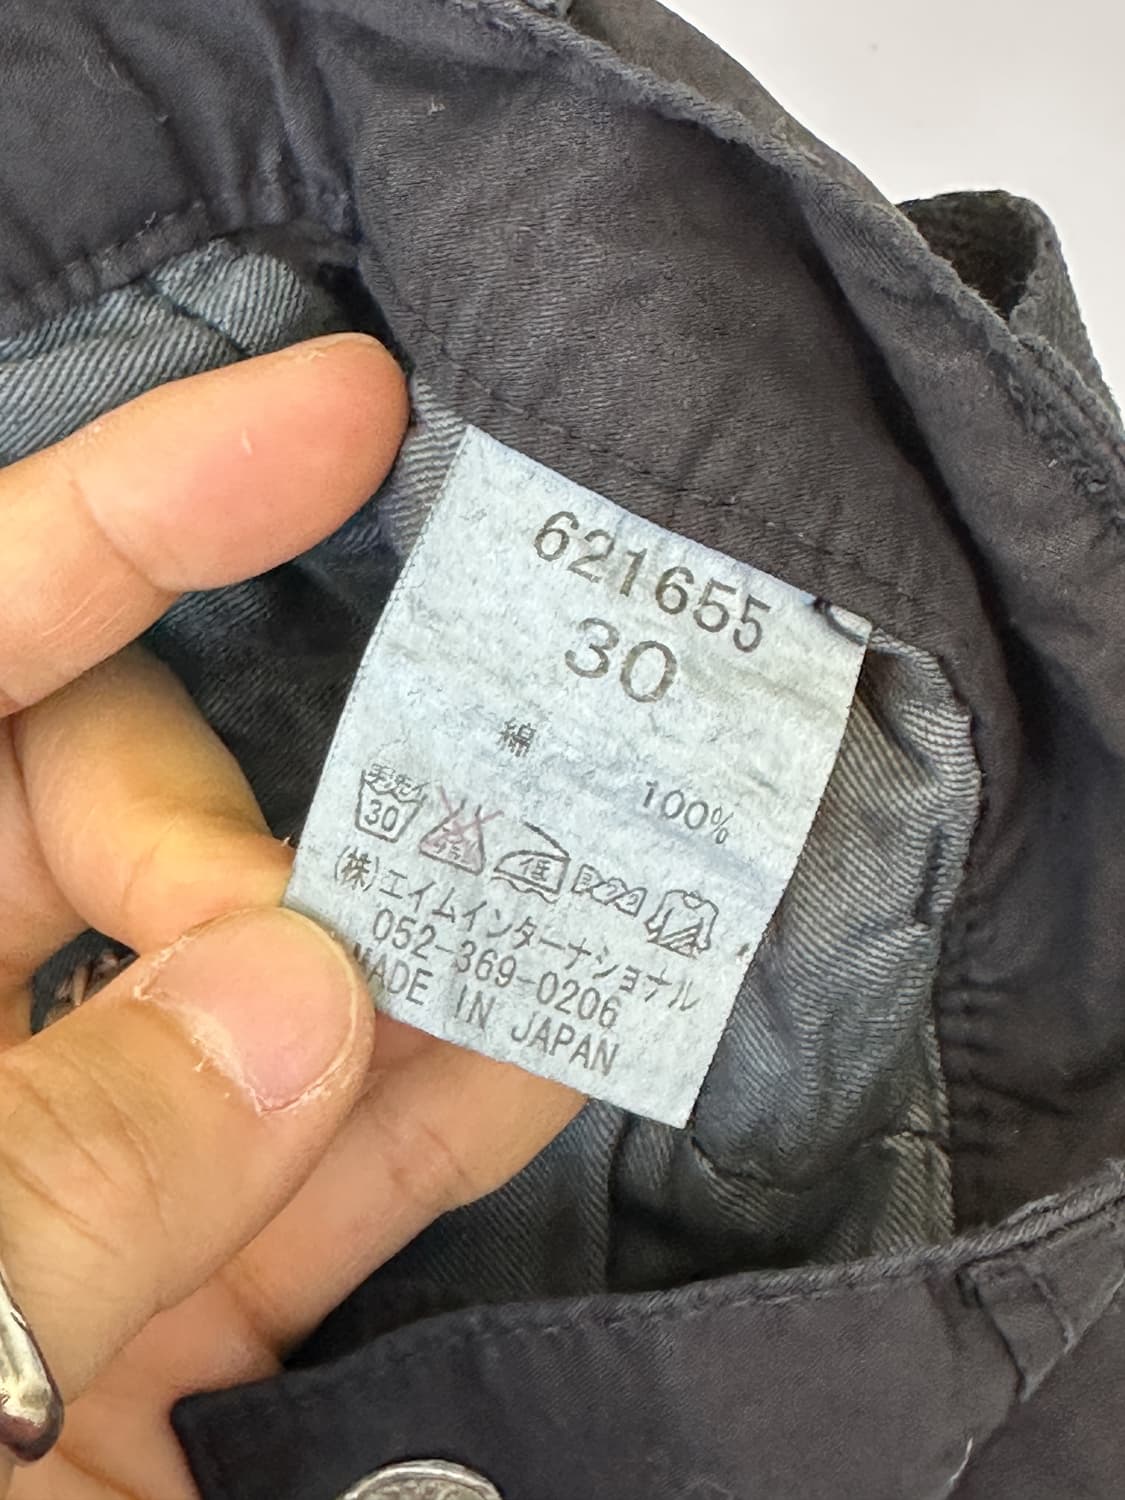 621655
30
綿 100%
手洗イ 30 低
(株)エイムインターナショナル
052-369-0206
MADE IN JAPAN